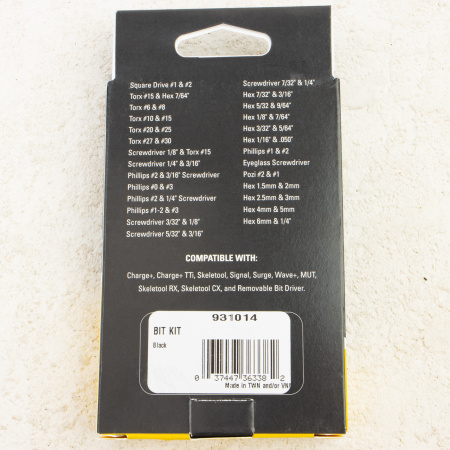 Square Drive #1 & #2
Torx #15 & Hex 7/64"
Torx #6 & #8
Torx #10 & #15
Torx #20 & #25
Torx #27 & #30
Screwdriver 1/8" & Torx #15
Screwdriver 1/4" & 3/16"
Phillips #2 & 3/16" Screwdriver
Phillips #0 & #3
Phillips #2 & 1/4" Screwdriver
Phillips #1-2 & #3
Screwdriver 3/32" & 1/8"
Screwdriver 5/32" & 3/16"
Screwdriver 7/32" & 1/4"
Hex 7/32" & 3/16"
Hex 5/32 & 9/64"
Hex 1/8" & 7/64"
Hex 3/32" & 5/64"
Hex 1/16" & .050"
Phillips #1 & #2
Eyeglass Screwdriver
Pozi #2 & #1
Hex 1.5mm & 2mm
Hex 2.5mm & 3mm
Hex 4mm & 5mm
Hex 6mm & 1/4"
COMPATIBLE WITH:
Charge+, Charge+ TTi, Skeletool, Signal, Surge, Wave+, MUT,
Skeletool RX, Skeletool CX, and Removable Bit Driver.
931014
BIT KIT
Black
0 37447 36338 2
Made in TWN and/or VN